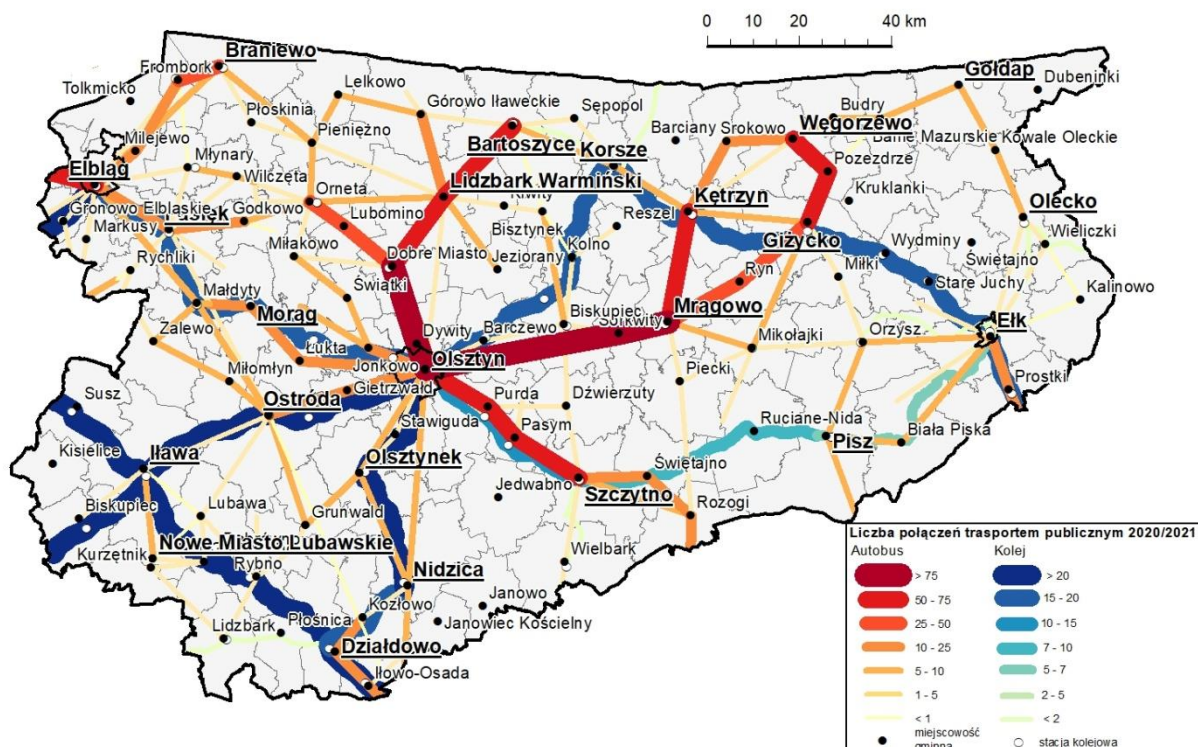 0 20 40 km
Braniewo
Gołdap
Frombork
Dubeninki
Tolkmicko
Lelkowo
Płoskinia
Górowo Iławeckie
Sępopol
Budry
Węgorzewo
Banie Mazurskie
Kowale Oleckie
Barciany
Srokowo
Pieniężno
Bartoszyce
Milejewo
Korsze
Pozezdrze
Młynary
Elbląg
Wilczęta
Lidzbark Warmiński
Kętrzyn
Kruklanki
Orneta
Kiwity
Olecko
Gronowo Elbląskie
Godkowo
Lubomino
Reszel
Markusy
Bisztynek
Giżycko
Wieliczki
Miłakowo
Dobre Miasto
Jeziorany
Kolno
Wydminy
Rychliki
Świątki
Ryn
Miłki
Świętajno
Stare Juchy
Kalinowo
Małdyty
Mrągowo
Morąg
Biskupiec
Sorkwity
Dywity
Barczewo
Mikołajki
Orzysz
Ełk
Zalewo
Łukta
Olsztyn
Jonkowo
Miłomłyn
Gietrzwałd
Piecki
Prostki
Susz
Ostróda
Purda
Dźwierzuty
Stawiguda
Pasym
Ruciane-Nida
Pisz
Biała Piska
Kisielice
Iława
Olsztynek
Świętajno
Jedwabno
Szczytno
Biskupiec
Lubawa
Grunwald
Rozogi
Kurzętnik
Nowe Miasto Lubawskie
Wielbark
Rybno
Nidzica
Janowo
Kozłowo
Lidzbark
Płośnica
Janowiec Kościelny
Działdowo
Iłowo-Osada
Liczba połączeń trasportem publicznym 2020/2021
Autobus Kolej
> 75 > 20
50 - 75 15 - 20
25 - 50 10 - 15
10 - 25 7 - 10
5 - 10 5 - 7
1 - 5 2 - 5
< 1 < 2
miejscowość stacja kolejowa
gminna